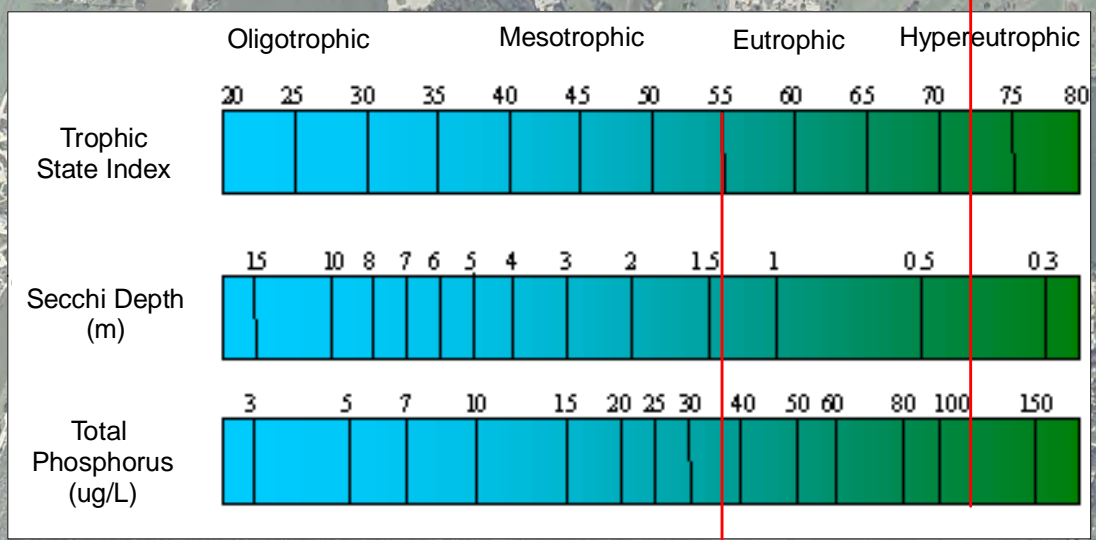 Oligotrophic Mesotrophic Eutrophic Hypereutrophic
20 25 30 35 40 45 50 55 60 65 70 75 80
Trophic
State Index
15 10 8 7 6 5 4 3 2 1.5 1 0.5 0.3
Secchi Depth
(m)
3 5 7 10 15 20 25 30 40 50 60 80 100 150
Total
Phosphorus
(ug/L)